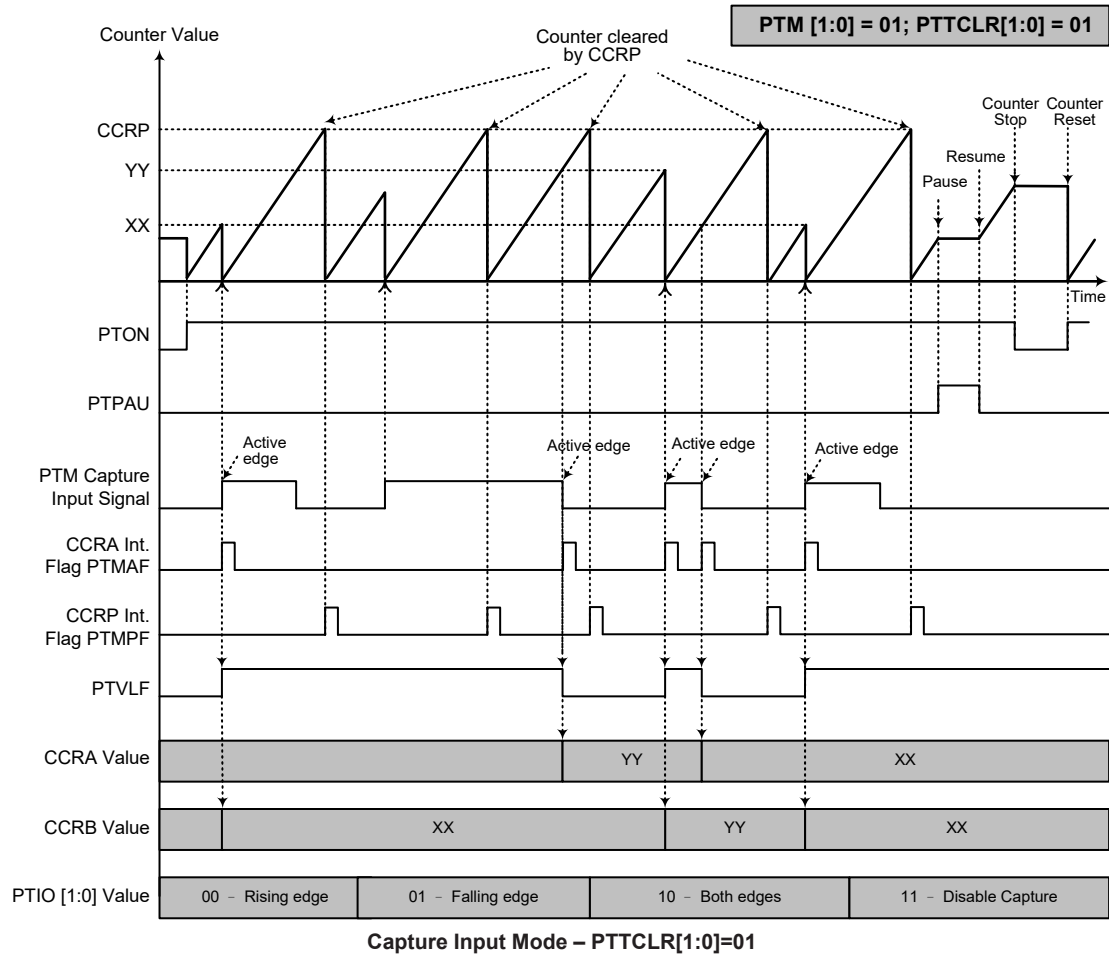 PTM [1:0] = 01; PTTCLR[1:0] = 01
Counter Value
Counter cleared
by CCRP
CCRP
YY
XX
Counter
Stop
Counter
Reset
Resume
Pause
Time
PTON
PTPAU
Active
edge
Active edge
Active edge
Active edge
PTM Capture
Input Signal
CCRA Int.
Flag PTMAF
CCRP Int.
Flag PTMPF
PTVLF
CCRA Value
YY
XX
CCRB Value
XX
YY
XX
PTIO [1:0] Value
00 - Rising edge
01 - Falling edge
10 - Both edges
11 - Disable Capture
Capture Input Mode – PTTCLR[1:0]=01